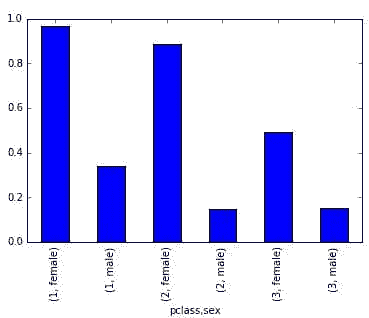 1.0
0.8
0.6
0.4
0.2
0.0
(1, female)
(1, male)
(2, female)
(2, male)
(3, female)
(3, male)
pclass,sex